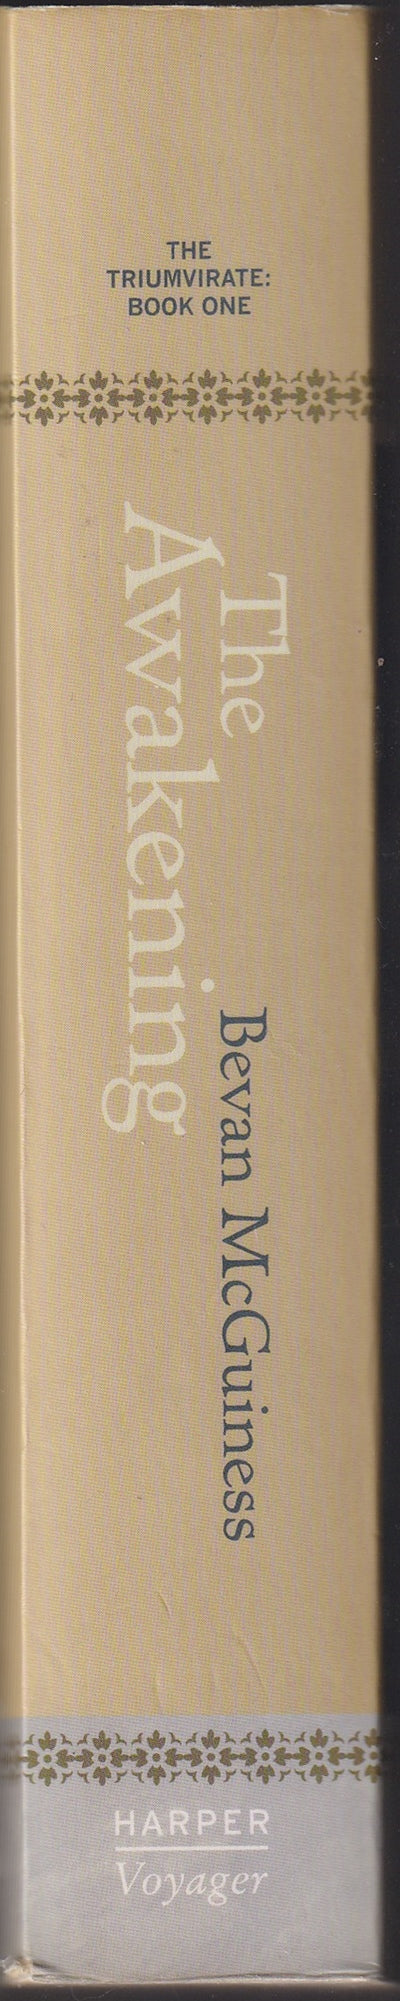 THE
TRIUMVIRATE:
BOOK ONE
The
Awakening
Bevan McGuiness
HARPER
Voyager